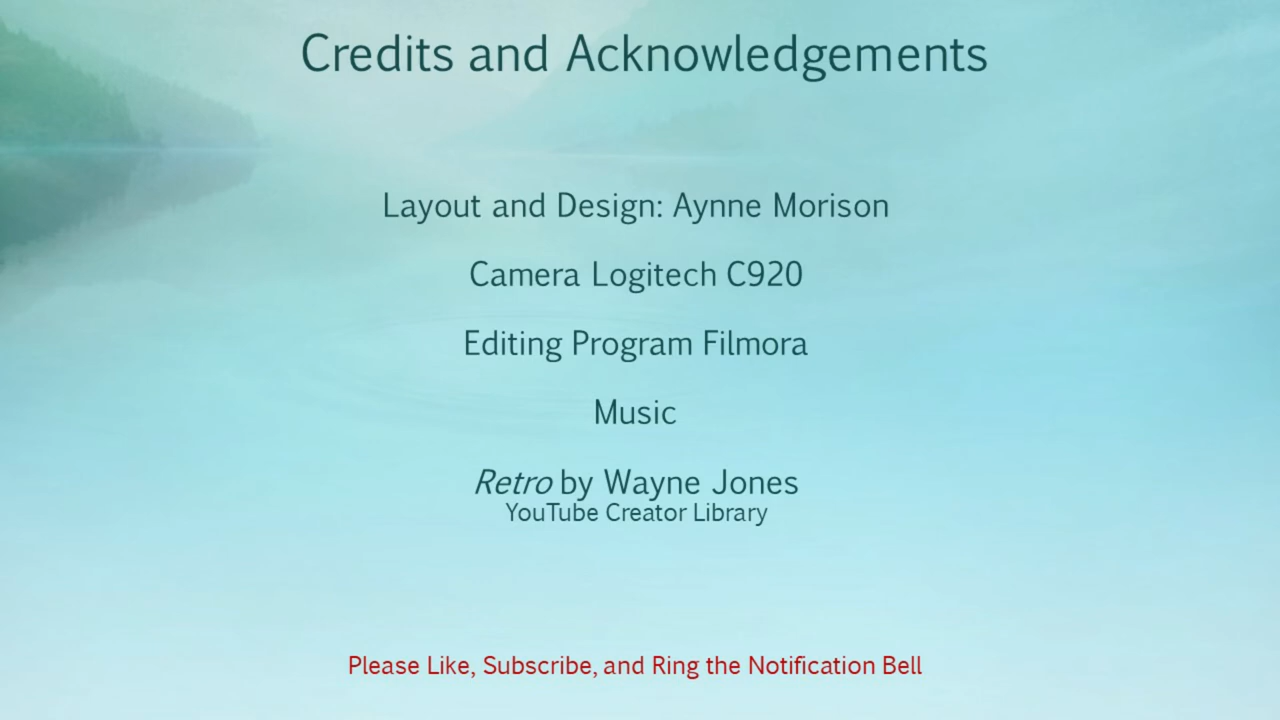 Credits and Acknowledgements
Layout and Design: Aynne Morison
Camera Logitech C920
Editing Program Filmora
Music
Retro by Wayne Jones
YouTube Creator Library
Please Like, Subscribe, and Ring the Notification Bell